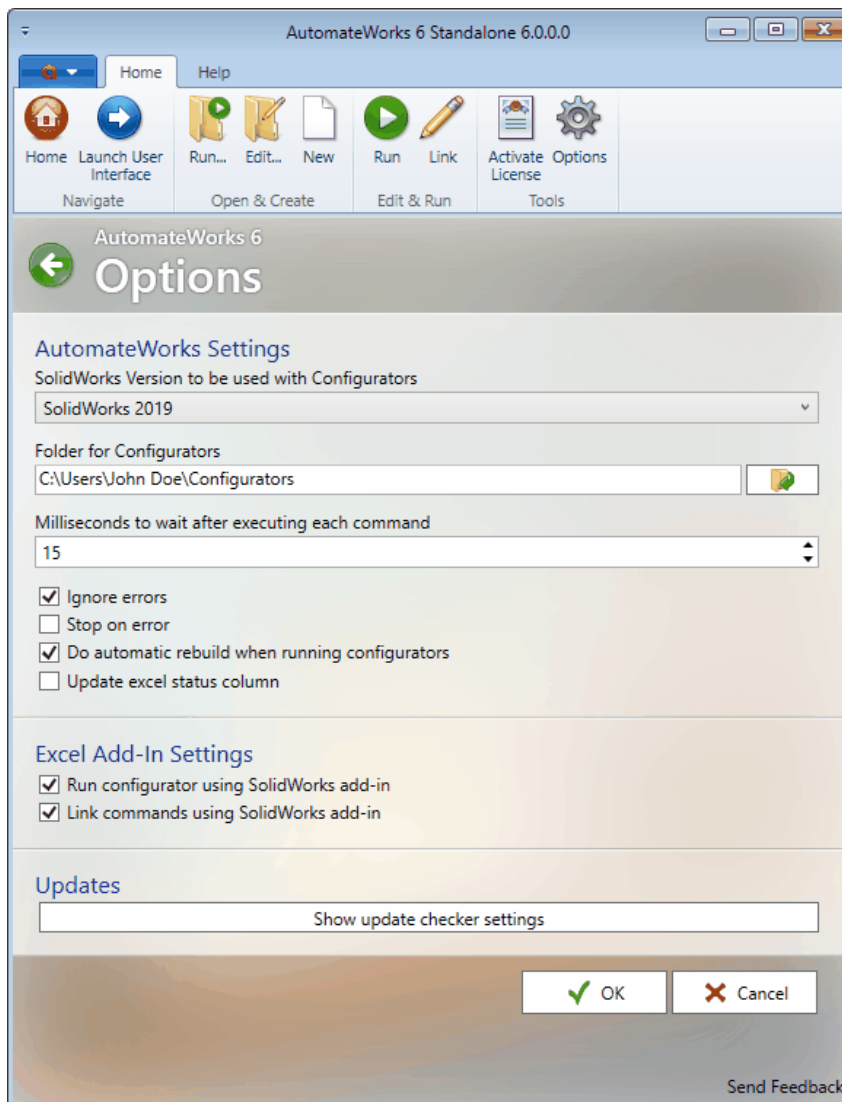 AutomateWorks 6 Standalone 6.0.0.0
Home Help
Home Launch User Interface Run... Edit... New Run Link Activate License Options
Navigate Open & Create Edit & Run Tools
AutomateWorks 6
Options
AutomateWorks Settings
SolidWorks Version to be used with Configurators
SolidWorks 2019
Folder for Configurators
C:\Users\John Doe\Configurators
Milliseconds to wait after executing each command
15
Ignore errors
Stop on error
Do automatic rebuild when running configurators
Update excel status column
Excel Add-In Settings
Run configurator using SolidWorks add-in
Link commands using SolidWorks add-in
Updates
Show update checker settings
OK Cancel
Send Feedback